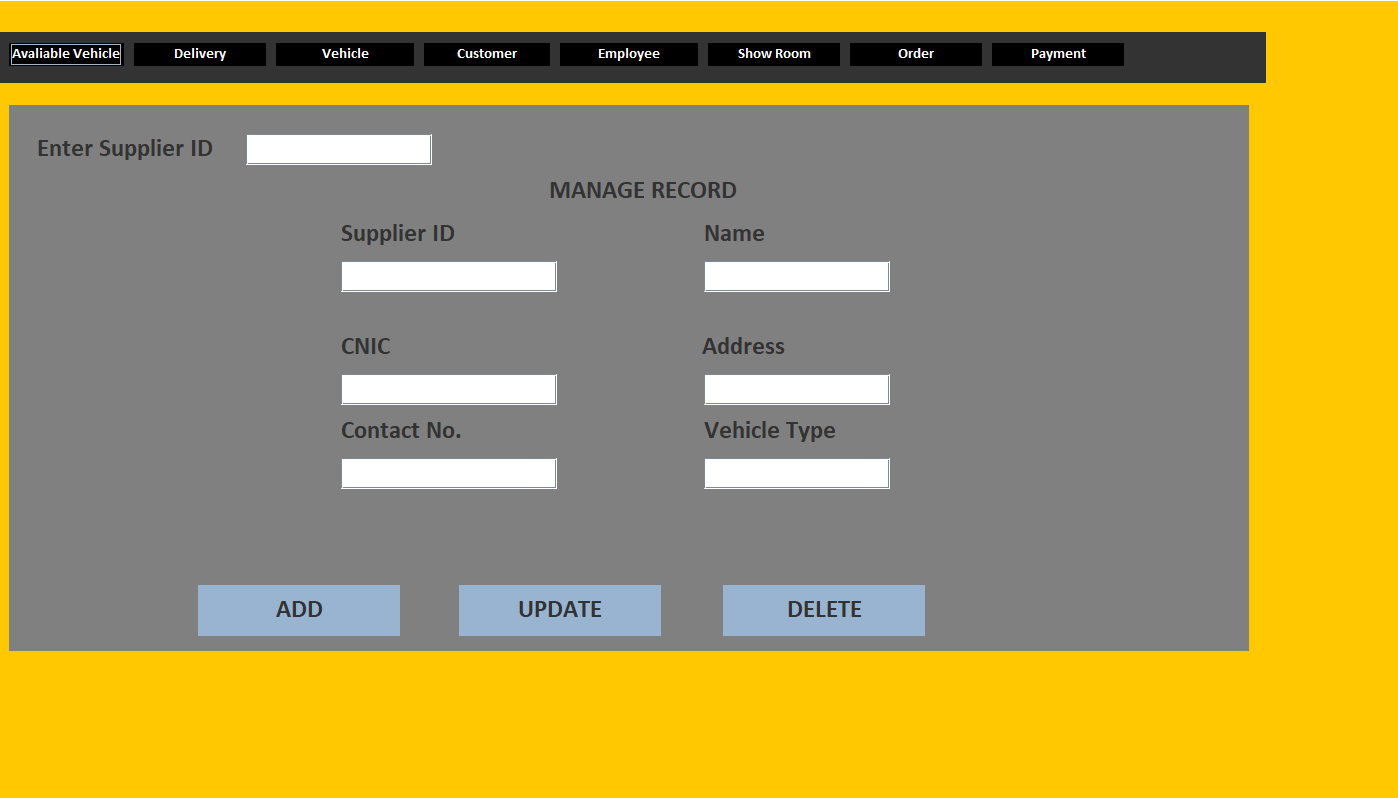 Avaliable Vehicle Delivery Vehicle Customer Employee Show Room Order Payment
Enter Supplier ID
MANAGE RECORD
Supplier ID Name
CNIC Address
Contact No. Vehicle Type
ADD UPDATE DELETE